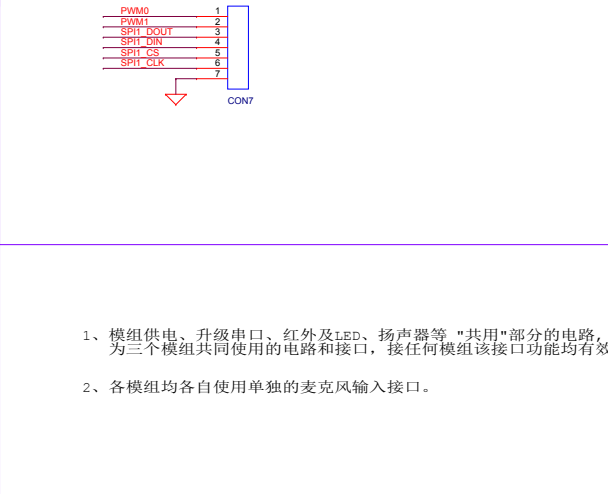 PWM0 1
PWM1 2
SPI1_DOUT 3
SPI1_DIN 4
SPI1_CS 5
SPI1_CLK 6
7
CON7
1、模组供电、升级串口、红外及LED、扬声器等 "共用"部分的电路,
为三个模组共同使用的电路和接口, 接任何模组该接口功能均有效
2、各模组均各自使用单独的麦克风输入接口。